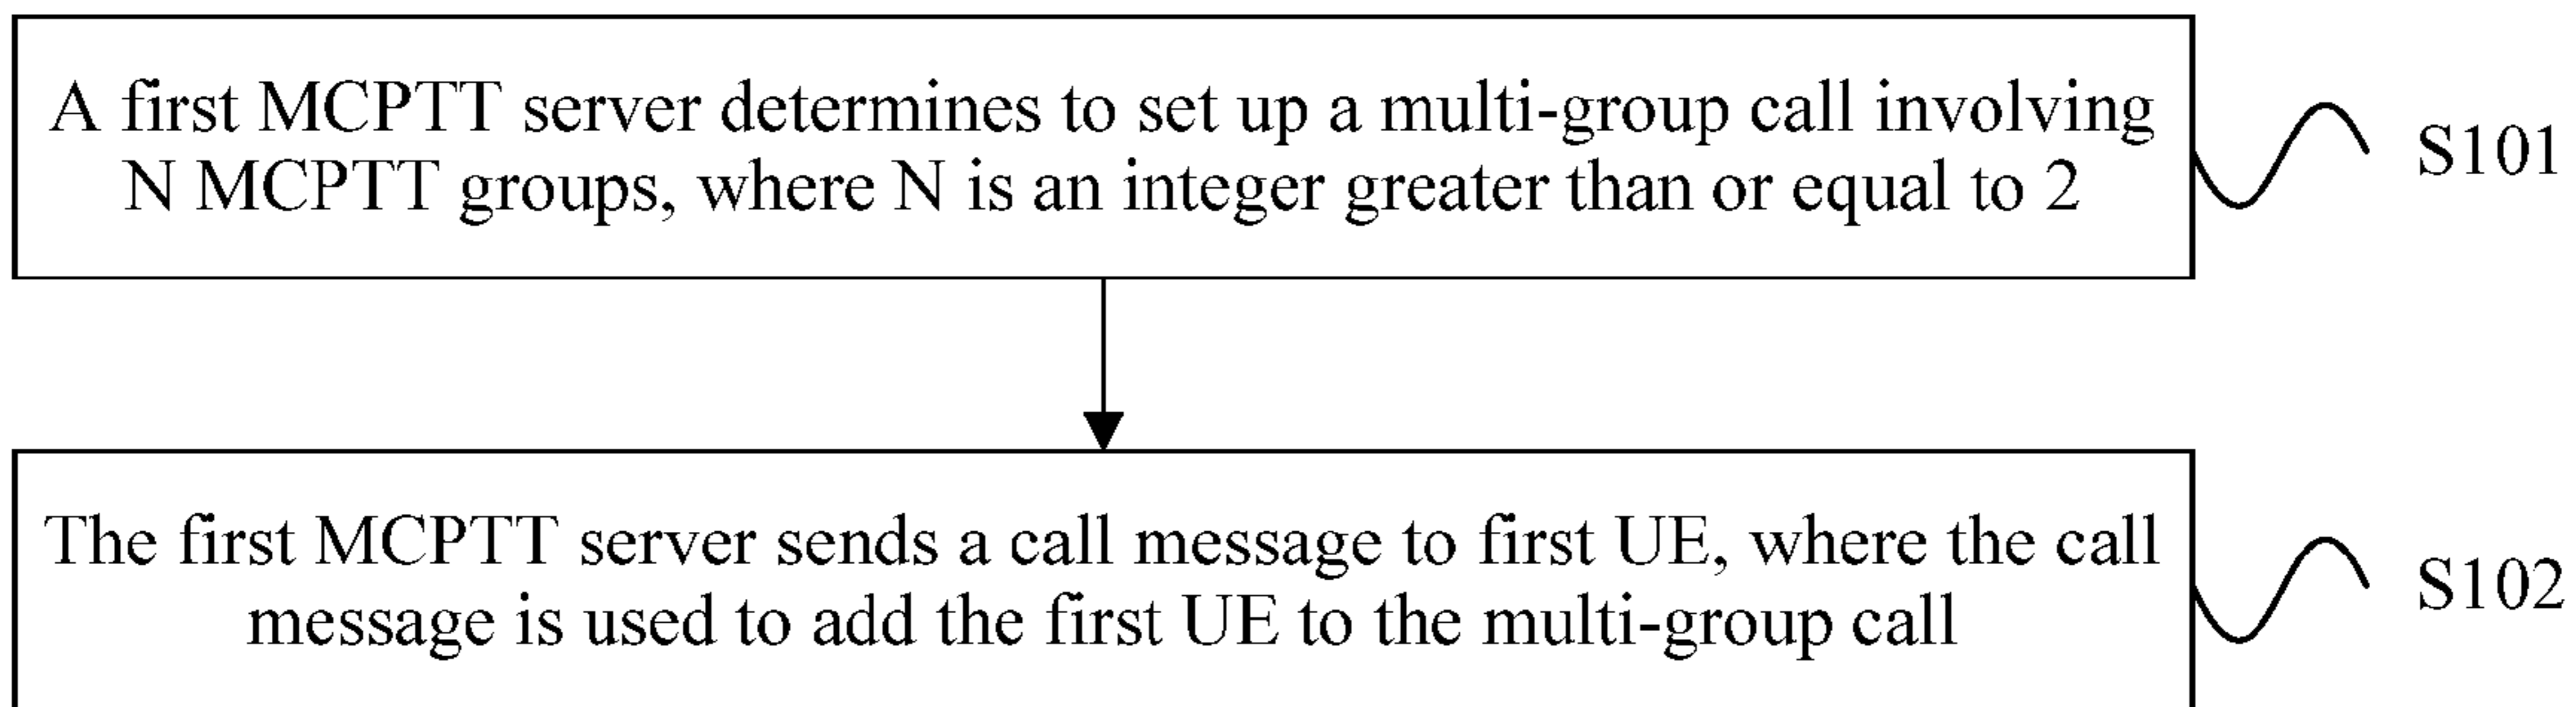 A first MCPTT server determines to set up a multi-group call involving
N MCPTT groups, where N is an integer greater than or equal to 2
S101
The first MCPTT server sends a call message to first UE, where the call
message is used to add the first UE to the multi-group call
S102